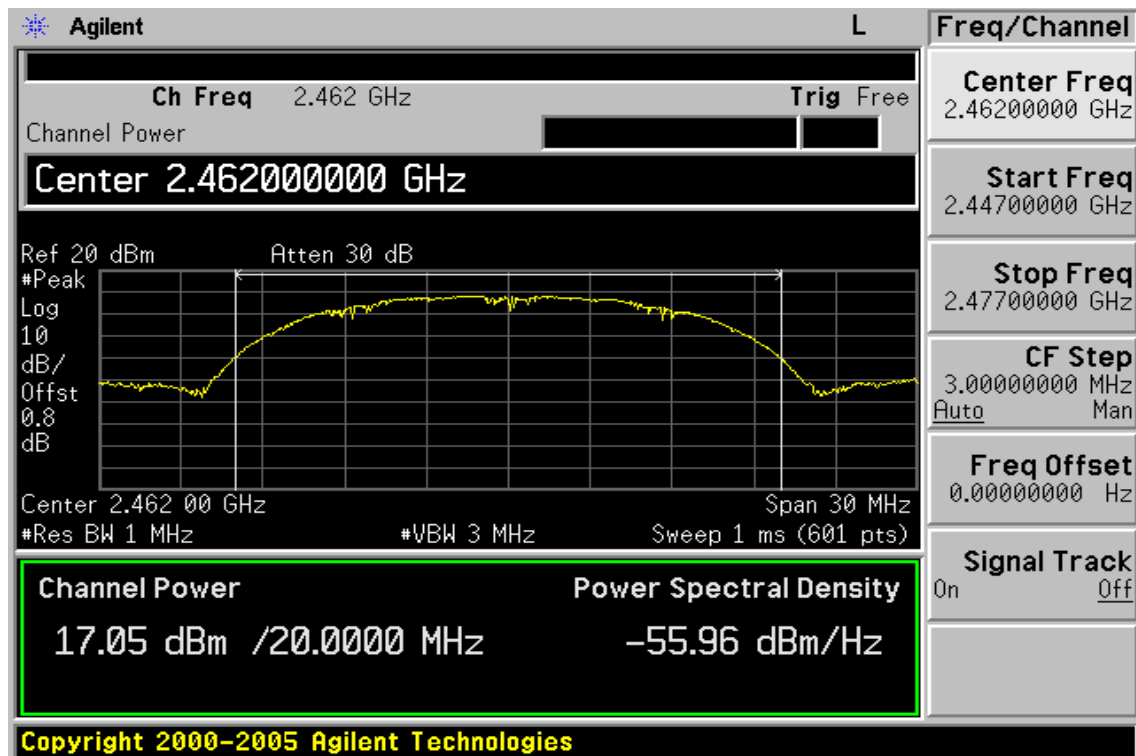 Agilent L Freq/Channel
Ch Freq 2.462 GHz Trig Free
Channel Power
Center 2.462000000 GHz
Ref 20 dBm Atten 30 dB
#Peak
Log
10
dB/
Offst
0.8
dB
Center 2.462 00 GHz Span 30 MHz
#Res BW 1 MHz #VBW 3 MHz Sweep 1 ms (601 pts)
Channel Power Power Spectral Density
17.05 dBm /20.0000 MHz -55.96 dBm/Hz
Copyright 2000-2005 Agilent Technologies
Center Freq
2.46200000 GHz
Start Freq
2.44700000 GHz
Stop Freq
2.47700000 GHz
CF Step
3.00000000 MHz
Auto Man
Freq Offset
0.00000000 Hz
Signal Track
On Off